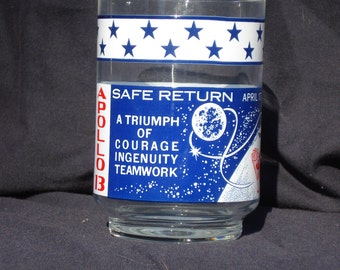 APOLLO 13
SAFE RETURN APRIL
A TRIUMPH
OF
COURAGE
INGENUITY
TEAMWORK